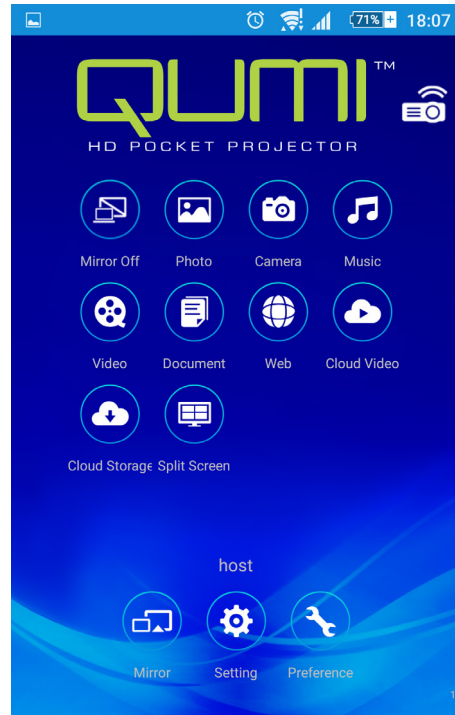 71% 18:07
QUMI™
HD POCKET PROJECTOR
Mirror Off Photo Camera Music
Video Document Web Cloud Video
Cloud Storage Split Screen
host
Mirror Setting Preference
1